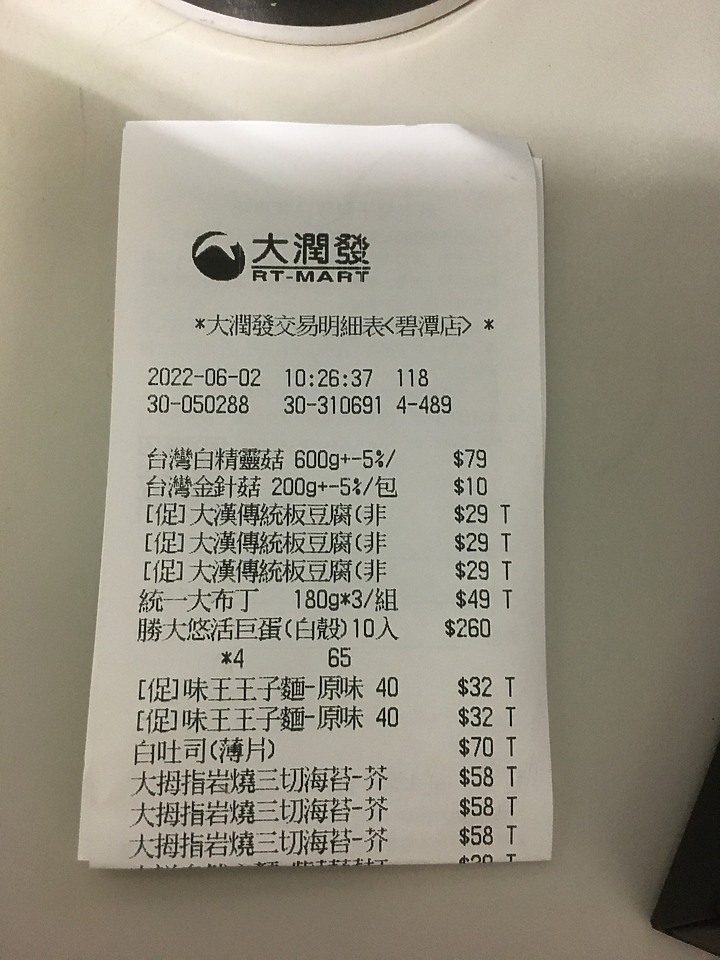 大潤發
RT-MART
*大潤發交易明細表<碧潭店> *
2022-06-02 10:26:37 118
30-050288 30-310691 4-489
台灣白精靈菇 600g+-5%/ $79
台灣金針菇 200g+-5%/包 $10
[促]大漢傳統板豆腐(非 $29 T
[促]大漢傳統板豆腐(非 $29 T
[促]大漢傳統板豆腐(非 $29 T
統一大布丁 180g*3/組 $49 T
勝大悠活巨蛋(白殼)10入 $260
*4 65
[促]味王王子麵-原味 40 $32 T
[促]味王王子麵-原味 40 $32 T
白吐司(薄片) $70 T
大拇指岩燒三切海苔-芥 $58 T
大拇指岩燒三切海苔-芥 $58 T
大拇指岩燒三切海苔-芥 $58 T